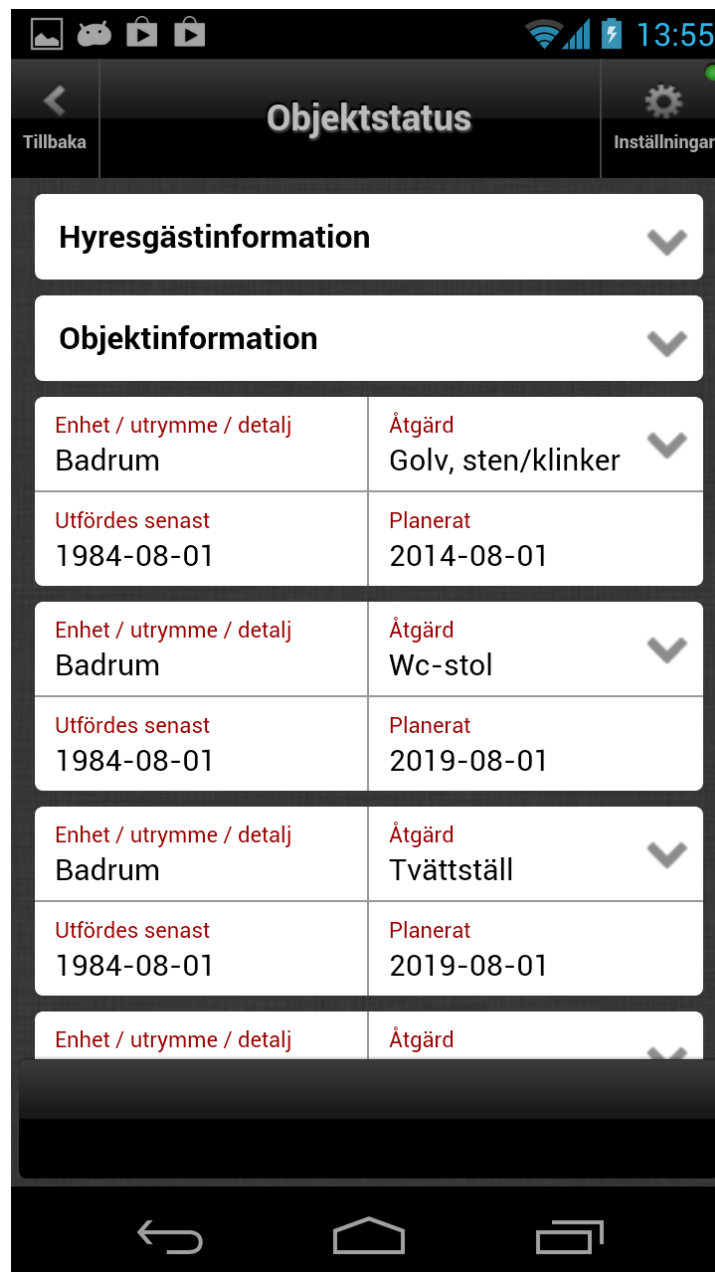 13:55
Tillbaka
Objektstatus
Inställningar
Hyresgästinformation
Objektinformation
Enhet / utrymme / detalj
Badrum
Åtgärd
Golv, sten/klinker
Utfördes senast
1984-08-01
Planerat
2014-08-01
Enhet / utrymme / detalj
Badrum
Åtgärd
Wc-stol
Utfördes senast
1984-08-01
Planerat
2019-08-01
Enhet / utrymme / detalj
Badrum
Åtgärd
Tvättställ
Utfördes senast
1984-08-01
Planerat
2019-08-01
Enhet / utrymme / detalj
Åtgärd